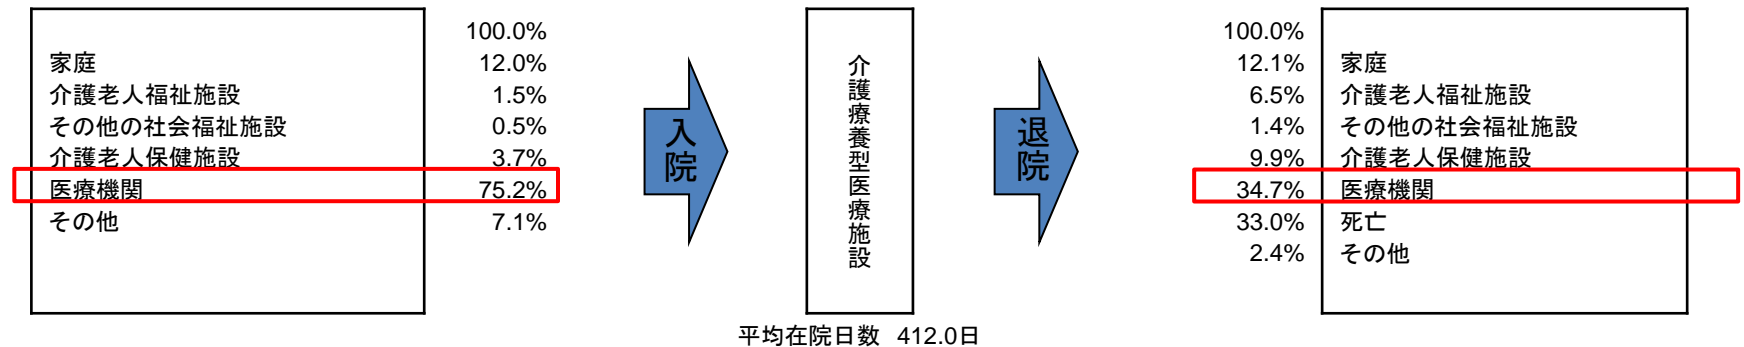 100.0%
家庭 12.0%
介護老人福祉施設 1.5%
その他の社会福祉施設 0.5%
介護老人保健施設 3.7%
医療機関 75.2%
その他 7.1%
入院
介護療養型医療施設
退院
100.0%
12.1% 家庭
6.5% 介護老人福祉施設
1.4% その他の社会福祉施設
9.9% 介護老人保健施設
34.7% 医療機関
33.0% 死亡
2.4% その他
平均在院日数 412.0日